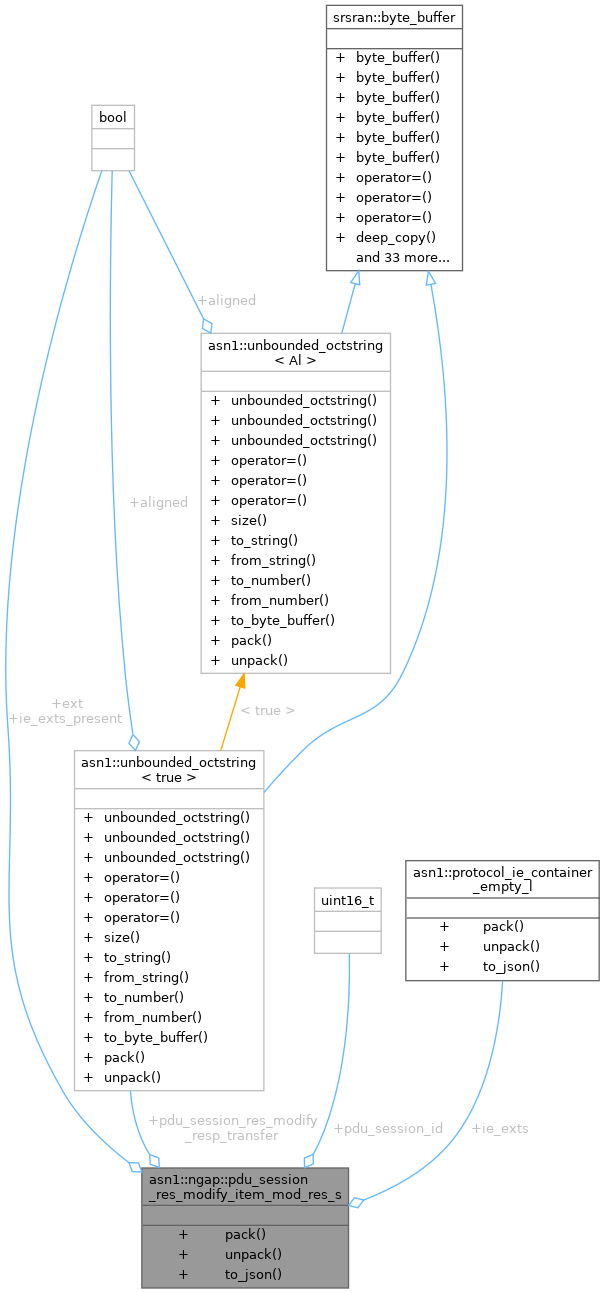 srsran::byte_buffer
+ byte_buffer()
+ byte_buffer()
+ byte_buffer()
+ byte_buffer()
+ byte_buffer()
+ byte_buffer()
+ operator=()
+ operator=()
+ operator=()
+ deep_copy()
and 33 more...
bool
+aligned
asn1::unbounded_octstring
< Al >
+ unbounded_octstring()
+ unbounded_octstring()
+ unbounded_octstring()
+ operator=()
+ operator=()
+ operator=()
+ size()
+ to_string()
+ from_string()
+ to_number()
+ from_number()
+ to_byte_buffer()
+ pack()
+ unpack()
+aligned
+ext
+ie_exts_present
< true >
asn1::unbounded_octstring
< true >
+ unbounded_octstring()
+ unbounded_octstring()
+ unbounded_octstring()
+ operator=()
+ operator=()
+ operator=()
+ size()
+ to_string()
+ from_string()
+ to_number()
+ from_number()
+ to_byte_buffer()
+ pack()
+ unpack()
uint16_t
asn1::protocol_ie_container
_empty_l
+ pack()
+ unpack()
+ to_json()
+pdu_session_res_modify
_resp_transfer
+pdu_session_id
+ie_exts
asn1::ngap::pdu_session
_res_modify_item_mod_res_s
+ pack()
+ unpack()
+ to_json()